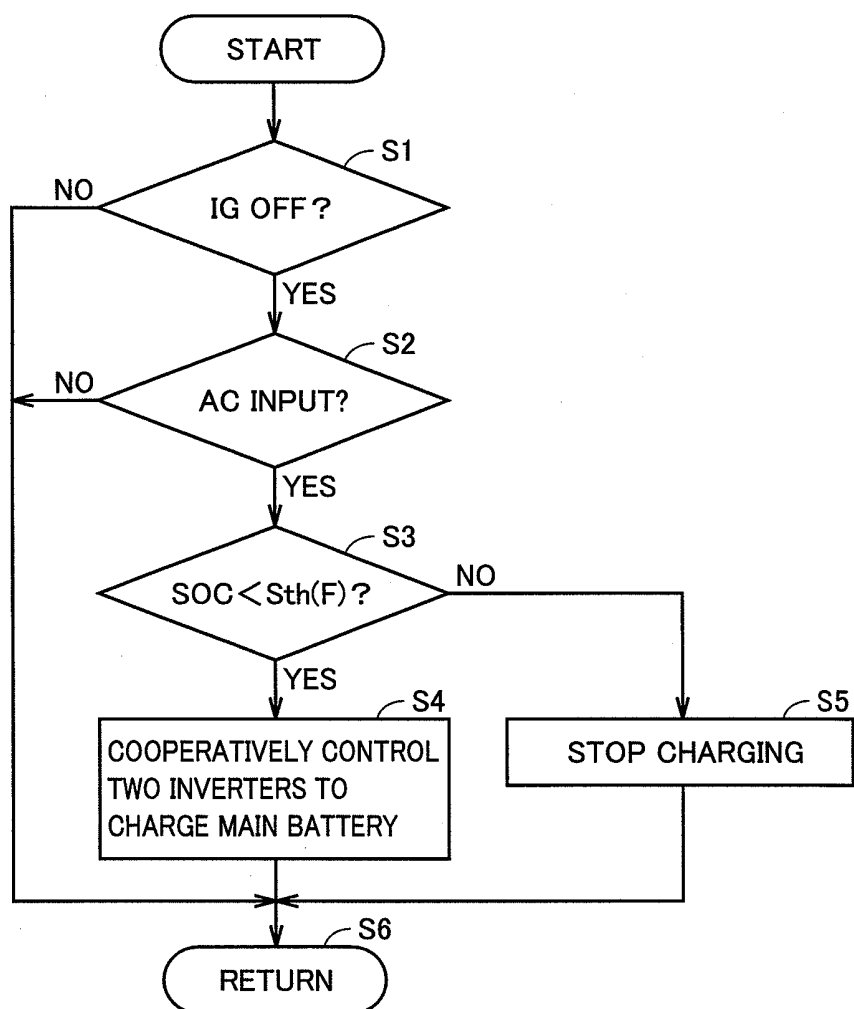 START
S1
NO
IG OFF?
YES
S2
NO
AC INPUT?
YES
S3
NO
SOC<Sth(F)?
YES
S4
S5
COOPERATIVELY CONTROL
TWO INVERTERS TO
CHARGE MAIN BATTERY
STOP CHARGING
S6
RETURN